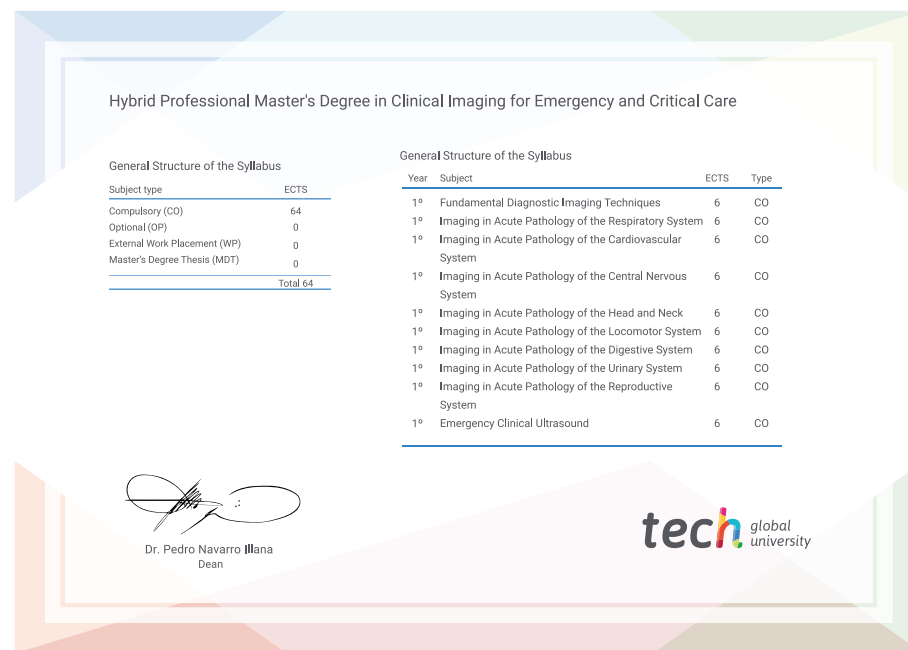 Hybrid Professional Master's Degree in Clinical Imaging for Emergency and Critical Care
General Structure of the Syllabus
Subject type ECTS
Compulsory (CO) 64
Optional (OP) 0
External Work Placement (WP) 0
Master's Degree Thesis (MDT) 0
Total 64
General Structure of the Syllabus
Year Subject ECTS Type
1º Fundamental Diagnostic Imaging Techniques 6 CO
1º Imaging in Acute Pathology of the Respiratory System 6 CO
1º Imaging in Acute Pathology of the Cardiovascular 6 CO
System
1º Imaging in Acute Pathology of the Central Nervous 6 CO
System
1º Imaging in Acute Pathology of the Head and Neck 6 CO
1º Imaging in Acute Pathology of the Locomotor System 6 CO
1º Imaging in Acute Pathology of the Digestive System 6 CO
1º Imaging in Acute Pathology of the Urinary System 6 CO
1º Imaging in Acute Pathology of the Reproductive 6 CO
System
1º Emergency Clinical Ultrasound 6 CO
Dr. Pedro Navarro Illana
Dean
tech global
university